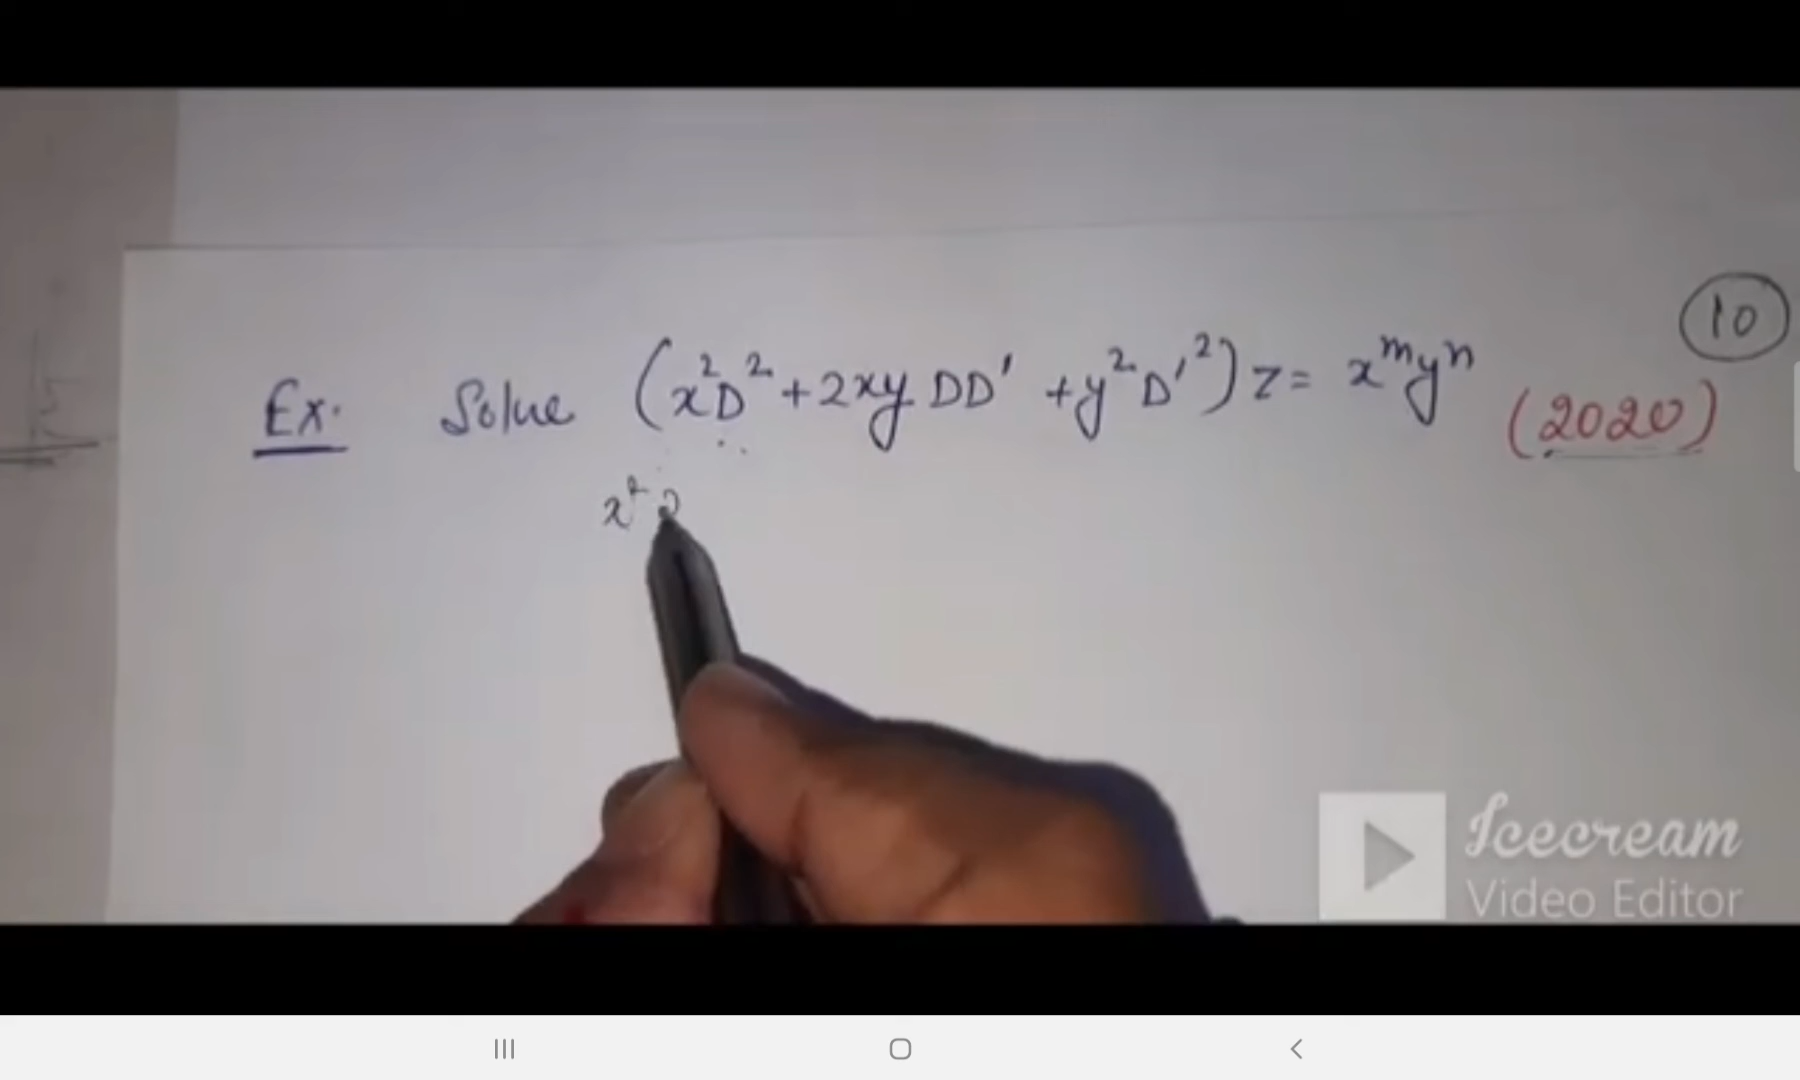 10
Ex. Solve (x²D² + 2xy DD' + y²D'²) z = xᵐyⁿ (2020)
x² ∂
Icecream
Video Editor